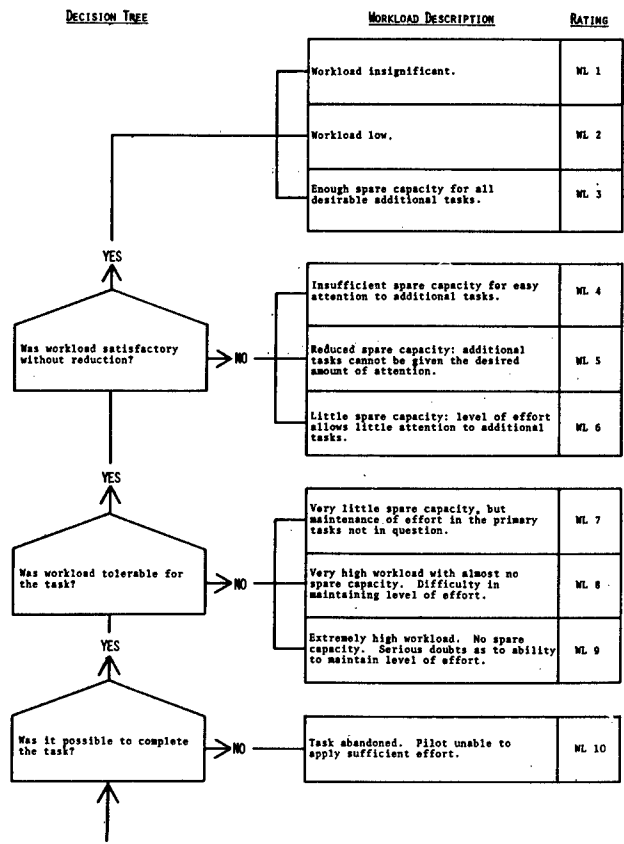 DECISION TREE
WORKLOAD DESCRIPTION
RATING
Workload insignificant.
WL 1
Workload low.
WL 2
Enough spare capacity for all
desirable additional tasks.
WL 3
YES
Insufficient spare capacity for easy
attention to additional tasks.
WL 4
Was workload satisfactory
without reduction?
NO
Reduced spare capacity: additional
tasks cannot be given the desired
amount of attention.
WL 5
Little spare capacity: level of effort
allows little attention to additional
tasks.
WL 6
YES
Very little spare capacity, but
maintenance of effort in the primary
tasks not in question.
WL 7
Was workload tolerable for
the task?
NO
Very high workload with almost no
spare capacity. Difficulty in
maintaining level of effort.
WL 8
YES
Extremely high workload. No spare
capacity. Serious doubts as to ability
to maintain level of effort.
WL 9
Was it possible to complete
the task?
NO
Task abandoned. Pilot unable to
apply sufficient effort.
WL 10